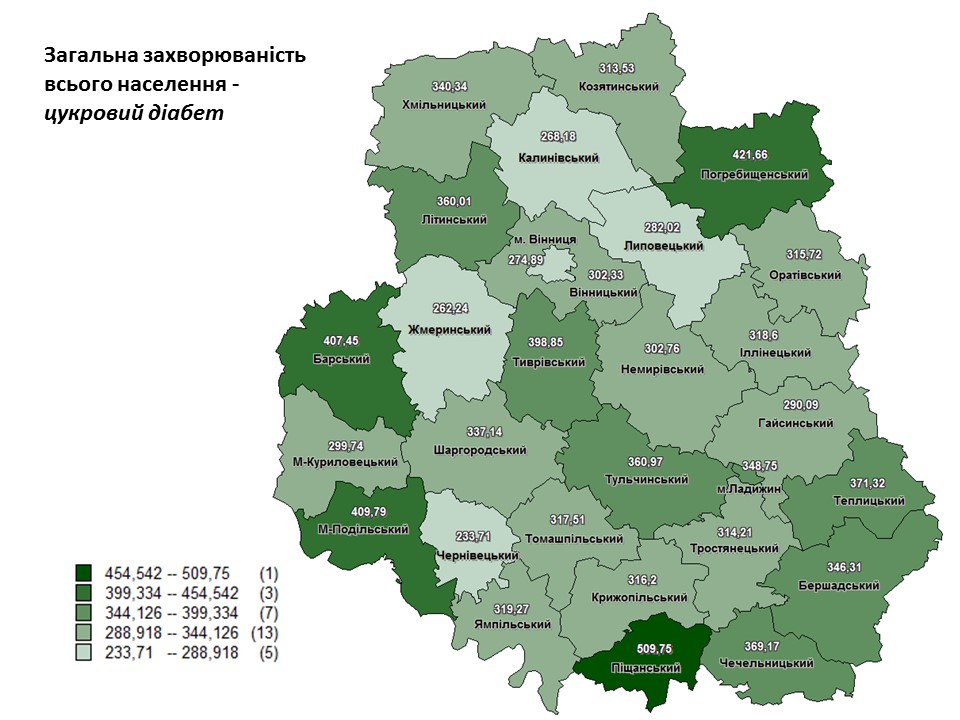 Загальна захворюваність
всього населення -
цукровий діабет
313,53
Козятинський
340,34
Хмільницький
268,18
Калинівський
421,66
Погребищенський
360,01
Літинський
282,02
Липовецький
м. Вінниця
274,89
302,33
Вінницький
315,72
Оратівський
262,24
Жмеринський
407,45
Барський
398,85
Тиврівський
302,76
Немирівський
318,6
Іллінецький
290,09
Гайсинський
337,14
Шаргородський
299,74
М-Куриловецький
360,97
Тульчинський
348,75
м.Ладижин
371,32
Теплицький
409,79
М-Подільський
233,71
Чернівецький
317,51
Томашпільський
314,21
Тростянецький
346,31
Бершадський
316,2
Крижопільський
319,27
Ямпільський
509,75
Піщанський
369,17
Чечельницький
454,542 -- 509,75 (1)
399,334 -- 454,542 (3)
344,126 -- 399,334 (7)
288,918 -- 344,126 (13)
233,71 -- 288,918 (5)